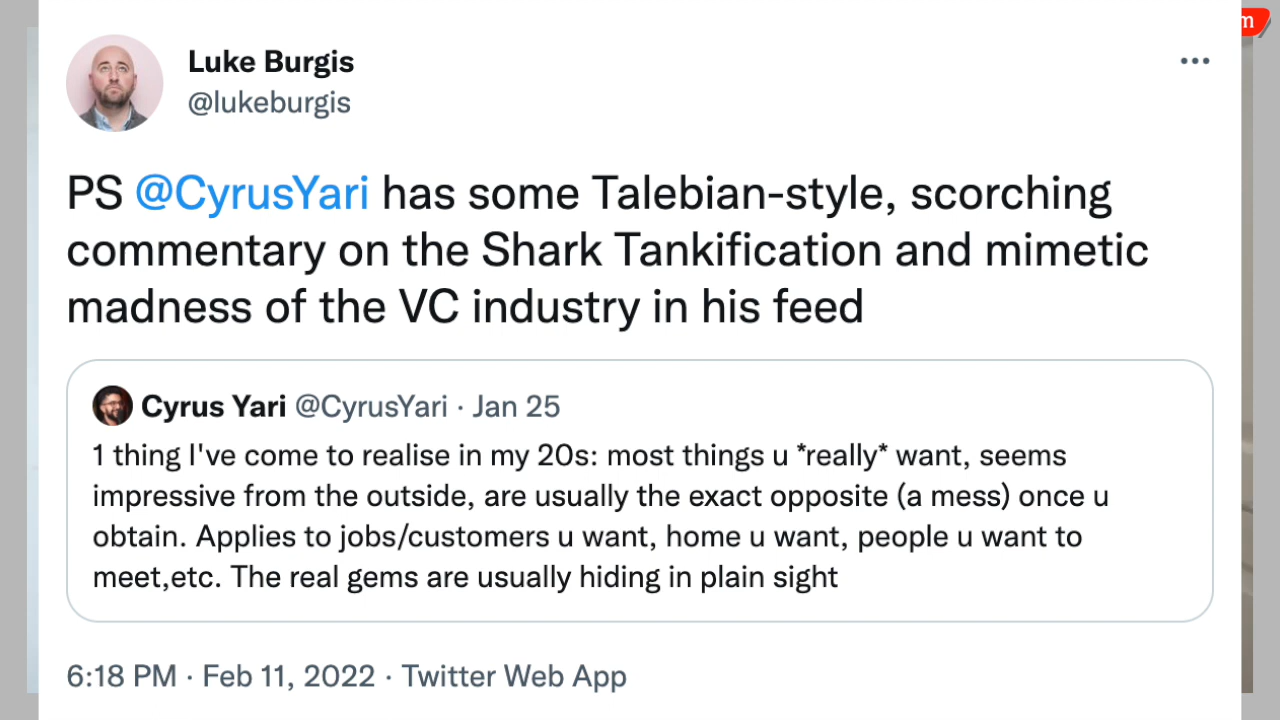 m
Luke Burgis
@lukeburgis
PS @CyrusYari has some Talebian-style, scorching
commentary on the Shark Tankification and mimetic
madness of the VC industry in his feed
Cyrus Yari @CyrusYari · Jan 25
1 thing I've come to realise in my 20s: most things u *really* want, seems
impressive from the outside, are usually the exact opposite (a mess) once u
obtain. Applies to jobs/customers u want, home u want, people u want to
meet,etc. The real gems are usually hiding in plain sight
6:18 PM · Feb 11, 2022 · Twitter Web App